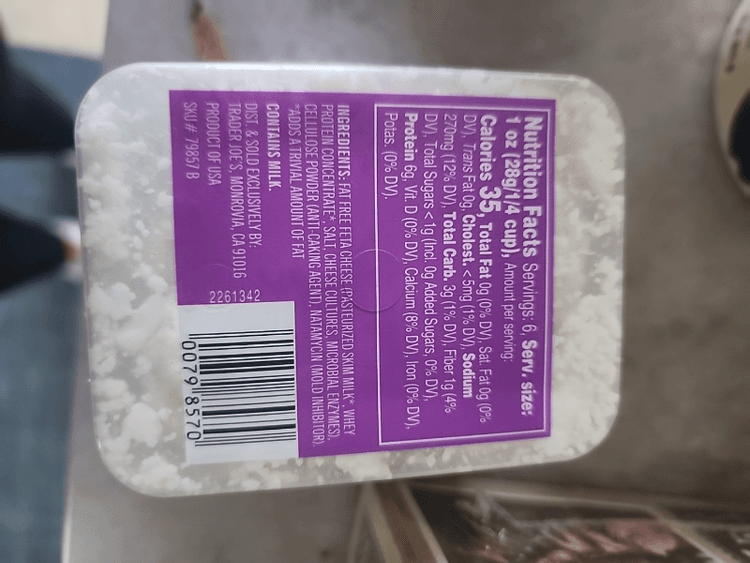 Nutrition Facts Servings: 6, Serv. size:
1 oz (28g/1/4 cup), Amount per serving:
Calories 35, Total Fat 0g (0% DV), Sat. Fat 0g (0%
DV), Trans Fat 0g, Cholest. <5mg (1% DV), Sodium
270mg (12% DV), Total Carb. 3g (1% DV), Fiber 1g (4%
DV), Total Sugars <1g (Incl. 0g Added Sugars, 0% DV),
Protein 6g, Vit. D (0% DV), Calcium (8% DV), Iron (0% DV),
Potas. (0% DV).
INGREDIENTS: FAT FREE FETA CHEESE (PASTEURIZED SKIM MILK*, WHEY
PROTEIN CONCENTRATE*, SALT, CHEESE CULTURES, MICROBIAL ENZYMES),
CELLULOSE POWDER (ANTI-CAKING AGENT), NATAMYCIN (MOLD INHIBITOR).
*ADDS A TRIVIAL AMOUNT OF FAT
CONTAINS MILK.
DIST. & SOLD EXCLUSIVELY BY:
TRADER JOE'S, MONROVIA, CA 91016
PRODUCT OF USA
SKU# 79857 B
2261342
007918570